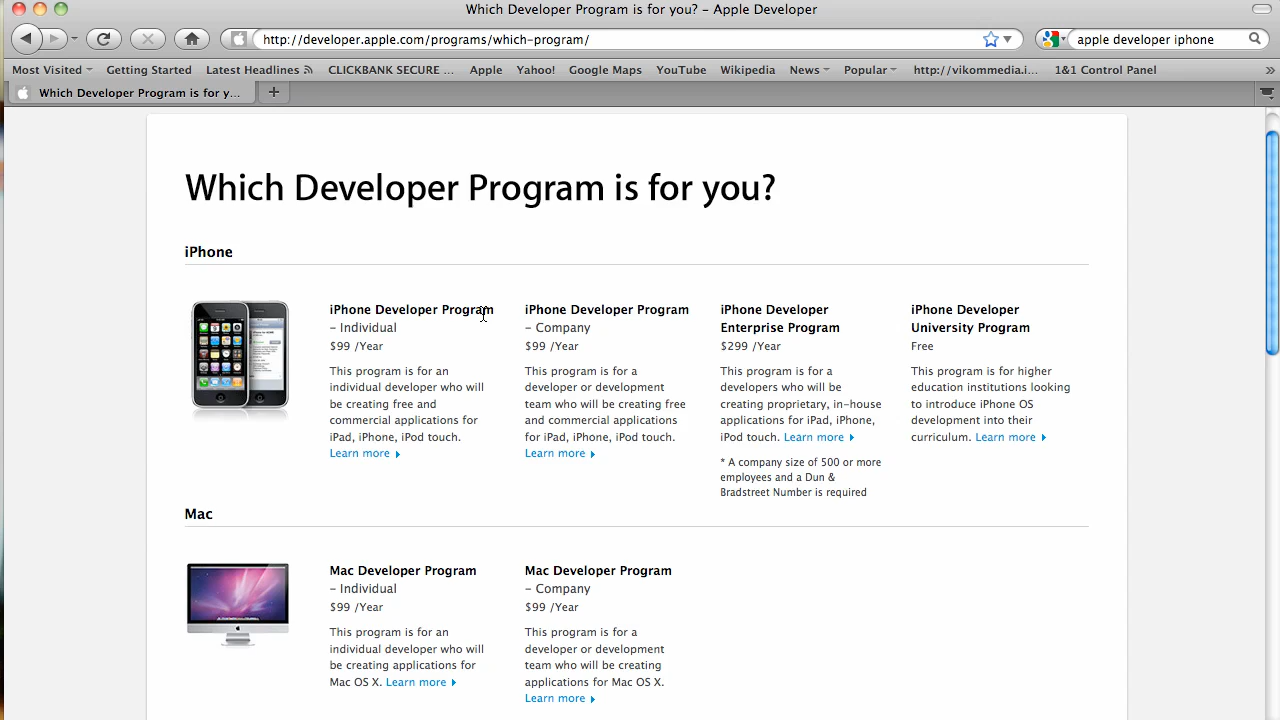 Which Developer Program is for you? – Apple Developer
http://developer.apple.com/programs/which-program/
apple developer iphone
Most Visited Getting Started Latest Headlines CLICKBANK SECURE ... Apple Yahoo! Google Maps YouTube Wikipedia News Popular http://vikommedia.i... 1&1 Control Panel »
Which Developer Program is for y... +
Which Developer Program is for you?
iPhone
iPhone Developer Program
– Individual
$99 /Year
This program is for an
individual developer who will
be creating free and
commercial applications for
iPad, iPhone, iPod touch.
Learn more
iPhone Developer Program
– Company
$99 /Year
This program is for a
developer or development
team who will be creating free
and commercial applications
for iPad, iPhone, iPod touch.
Learn more
iPhone Developer
Enterprise Program
$299 /Year
This program is for a
developers who will be
creating proprietary, in-house
applications for iPad, iPhone,
iPod touch. Learn more
* A company size of 500 or more
employees and a Dun &
Bradstreet Number is required
iPhone Developer
University Program
Free
This program is for higher
education institutions looking
to introduce iPhone OS
development into their
curriculum. Learn more
Mac
Mac Developer Program
– Individual
$99 /Year
This program is for an
individual developer who will
be creating applications for
Mac OS X. Learn more
Mac Developer Program
– Company
$99 /Year
This program is for a
developer or development
team who will be creating
applications for Mac OS X.
Learn more